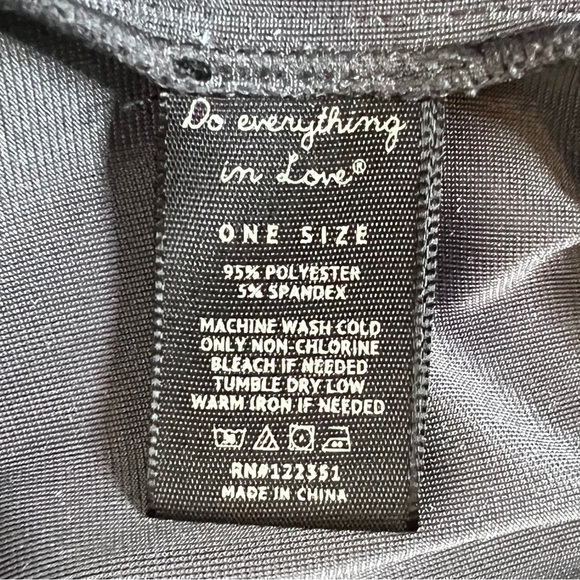 Do everything
in Love®
ONE SIZE
95% POLYESTER
5% SPANDEX
MACHINE WASH COLD
ONLY NON-CHLORINE
BLEACH IF NEEDED
TUMBLE DRY LOW
WARM IRON IF NEEDED
RN#122351
MADE IN CHINA